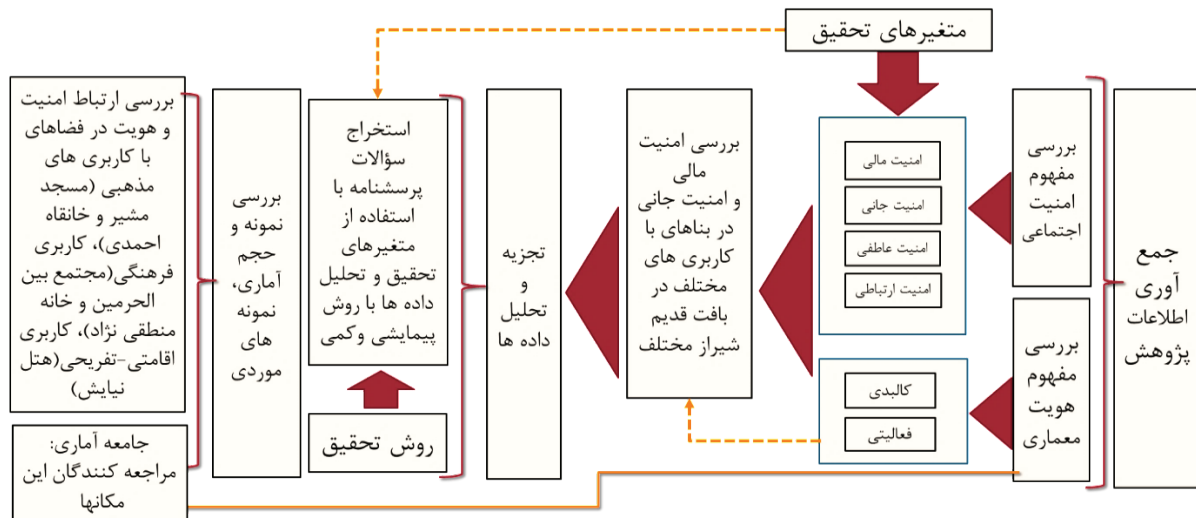 متغیرهای تحقیق
جمع
آوری
اطلاعات
پژوهش
بررسی
مفهوم
امنیت
اجتماعی
بررسی
مفهوم
هویت
معماری
امنیت مالی
امنیت جانی
امنیت عاطفی
امنیت ارتباطی
کالبدی
فعالیتی
بررسی امنیت
مالی
و امنیت جانی
در بناهای با
کاربری های
مختلف در
بافت قدیم
شیراز مختلف
تجزیه
و
تحلیل
داده ها
استخراج
سؤالات
پرسشنامه با
استفاده از
متغیرهای
تحقیق و تحلیل
داده ها با روش
پیمایشی وکمی
روش تحقیق
بررسی
نمونه و
حجم
آماری،
نمونه
های
موردی
بررسی ارتباط امنیت
و هویت در فضاهای
با کاربری های
مذهبی (مسجد
مشیر و خانقاه
احمدی)، کاربری
فرهنگی(مجتمع بین
الحرمین و خانه
منطقی نژاد)، کاربری
اقامتی-تفریحی(هتل
نیایش)
جامعه آماری:
مراجعه کنندگان این
مکانها